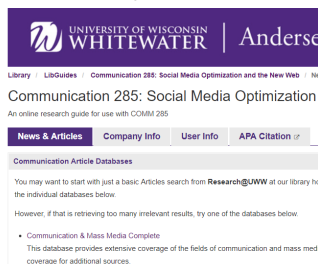 UNIVERSITY OF WISCONSIN
WHITEWATER
Anderse
Library / LibGuides / Communication 285: Social Media Optimization and the New Web / Ne
Communication 285: Social Media Optimization
An online research guide for use with COMM 285
News & Articles Company Info User Info APA Citation
Communication Article Databases
You may want to start with just a basic Articles search from Research@UWW at our library ho
the individual databases below.
However, if that is retrieving too many irrelevant results, try one of the databases below.
Communication & Mass Media Complete
This database provides extensive coverage of the fields of communication and mass med
coverage for additional sources.